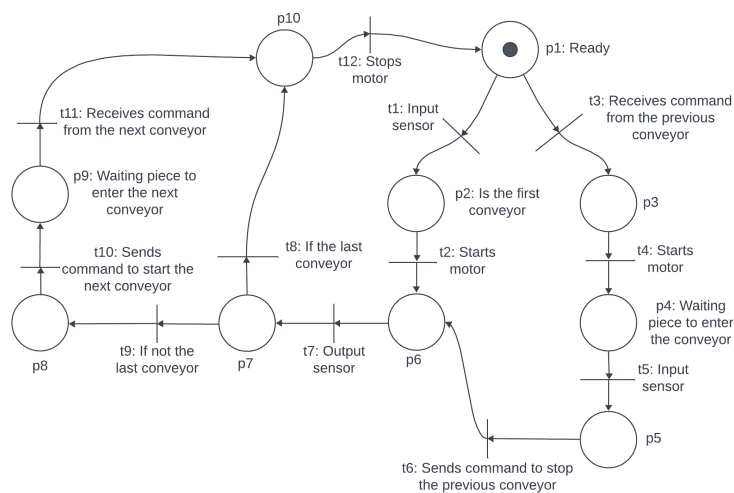 p10
p1: Ready
t12: Stops
motor
t11: Receives command
from the next conveyor
t1: Input
sensor
t3: Receives command
from the previous
conveyor
p9: Waiting piece to
enter the next
conveyor
p2: Is the first
conveyor
p3
t10: Sends
command to start the
next conveyor
t8: If the last
conveyor
t2: Starts
motor
t4: Starts
motor
p4: Waiting
piece to enter
the conveyor
p8
t9: If not the
last conveyor
p7
t7: Output
sensor
p6
t5: Input
sensor
p5
t6: Sends command to stop
the previous conveyor